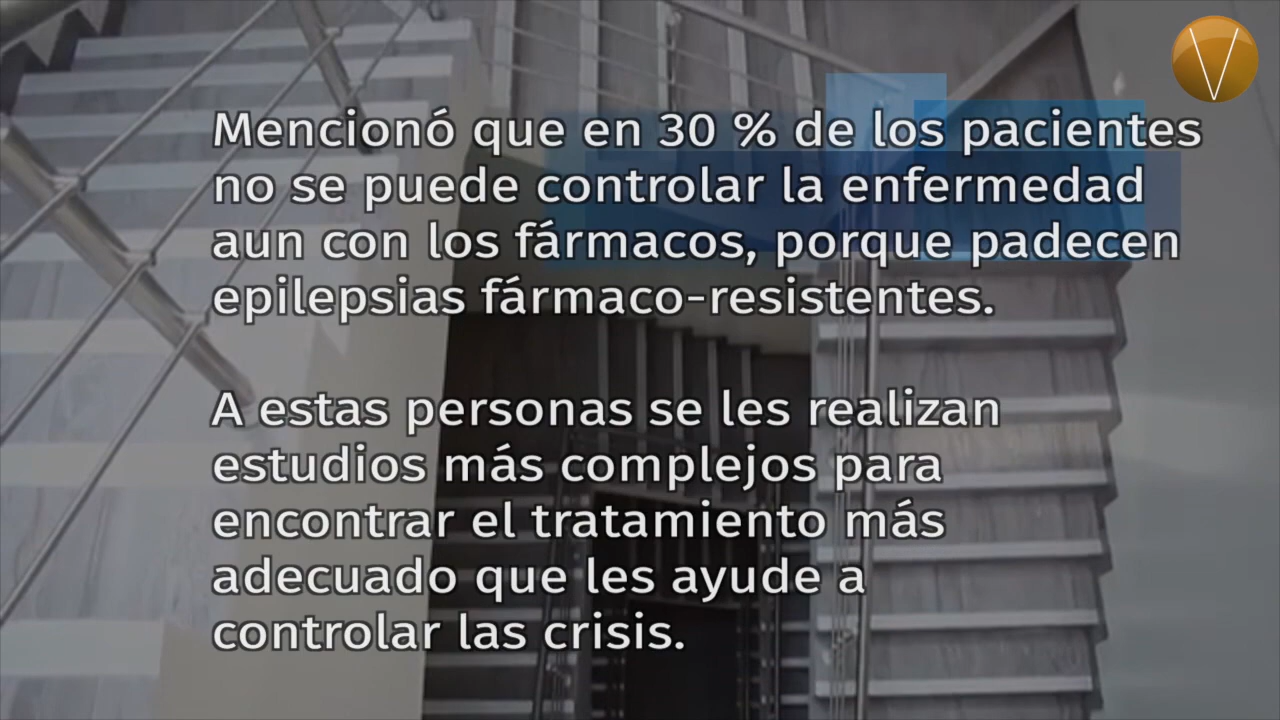 Mencionó que en 30 % de los pacientes
no se puede controlar la enfermedad
aun con los fármacos, porque padecen
epilepsias fármaco-resistentes.
A estas personas se les realizan
estudios más complejos para
encontrar el tratamiento más
adecuado que les ayude a
controlar las crisis.
V